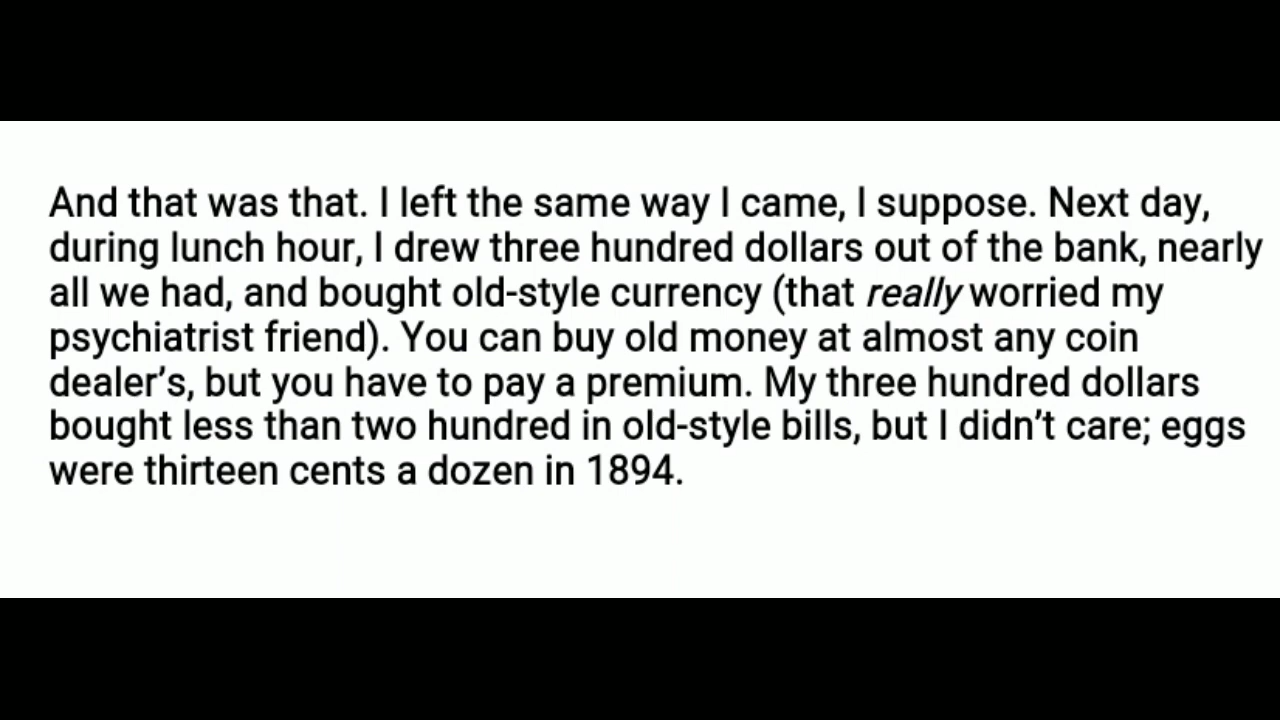 And that was that. I left the same way I came, I suppose. Next day,
during lunch hour, I drew three hundred dollars out of the bank, nearly
all we had, and bought old-style currency (that really worried my
psychiatrist friend). You can buy old money at almost any coin
dealer’s, but you have to pay a premium. My three hundred dollars
bought less than two hundred in old-style bills, but I didn’t care; eggs
were thirteen cents a dozen in 1894.